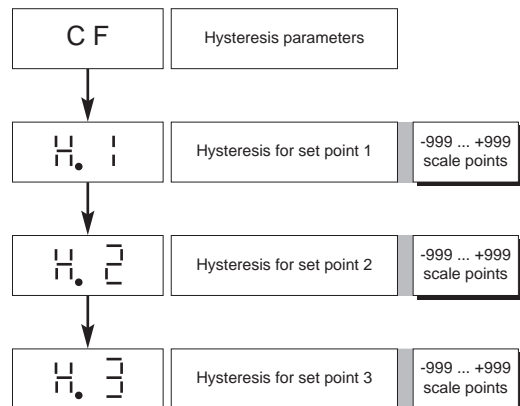 C F
Hysteresis parameters
H. 1
Hysteresis for set point 1
-999 ... +999
scale points
H. 2
Hysteresis for set point 2
-999 ... +999
scale points
H. 3
Hysteresis for set point 3
-999 ... +999
scale points